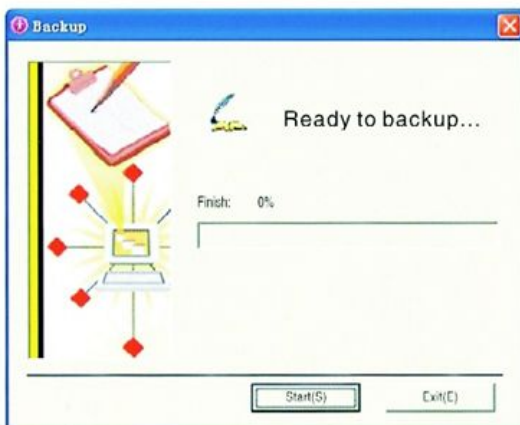 Backup
Ready to backup...
Finish: 0%
Start(S)
Exit(E)